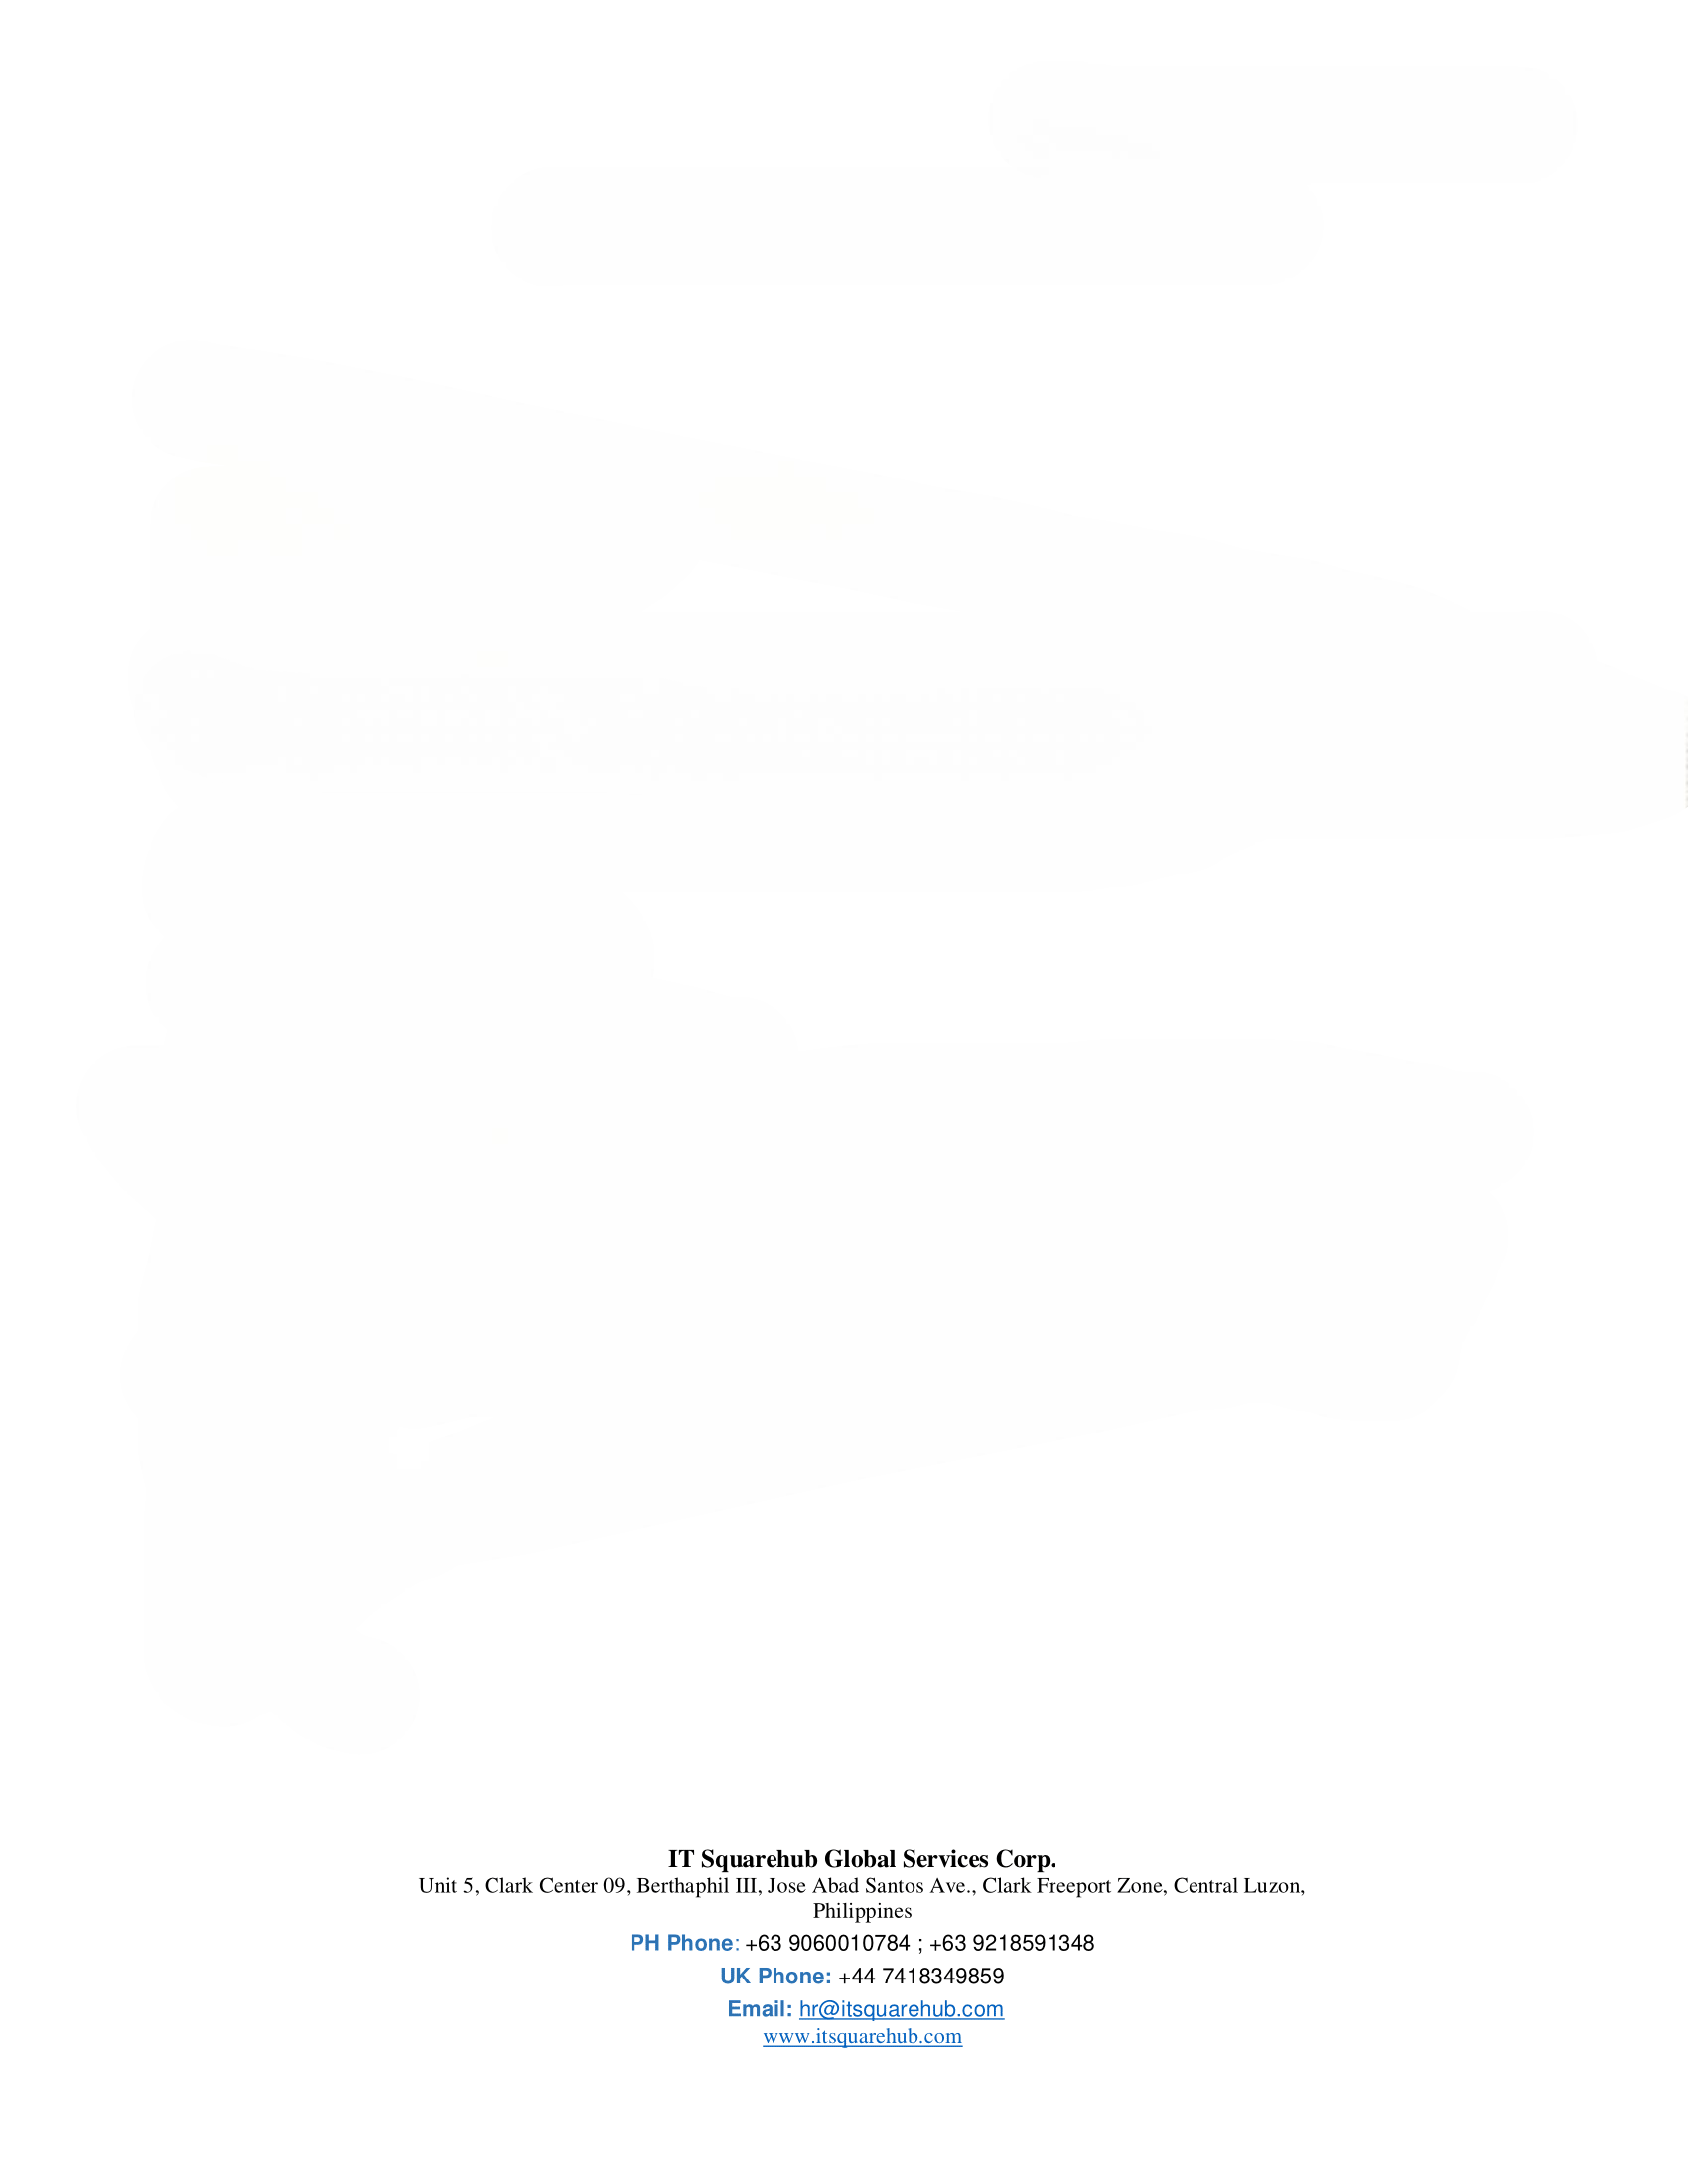 IT Squarehub Global Services Corp.
Unit 5, Clark Center 09, Berthaphil III, Jose Abad Santos Ave., Clark Freeport Zone, Central Luzon,
Philippines
PH Phone: +63 9060010784 ; +63 9218591348
UK Phone: +44 7418349859
Email: hr@itsquarehub.com
www.itsquarehub.com